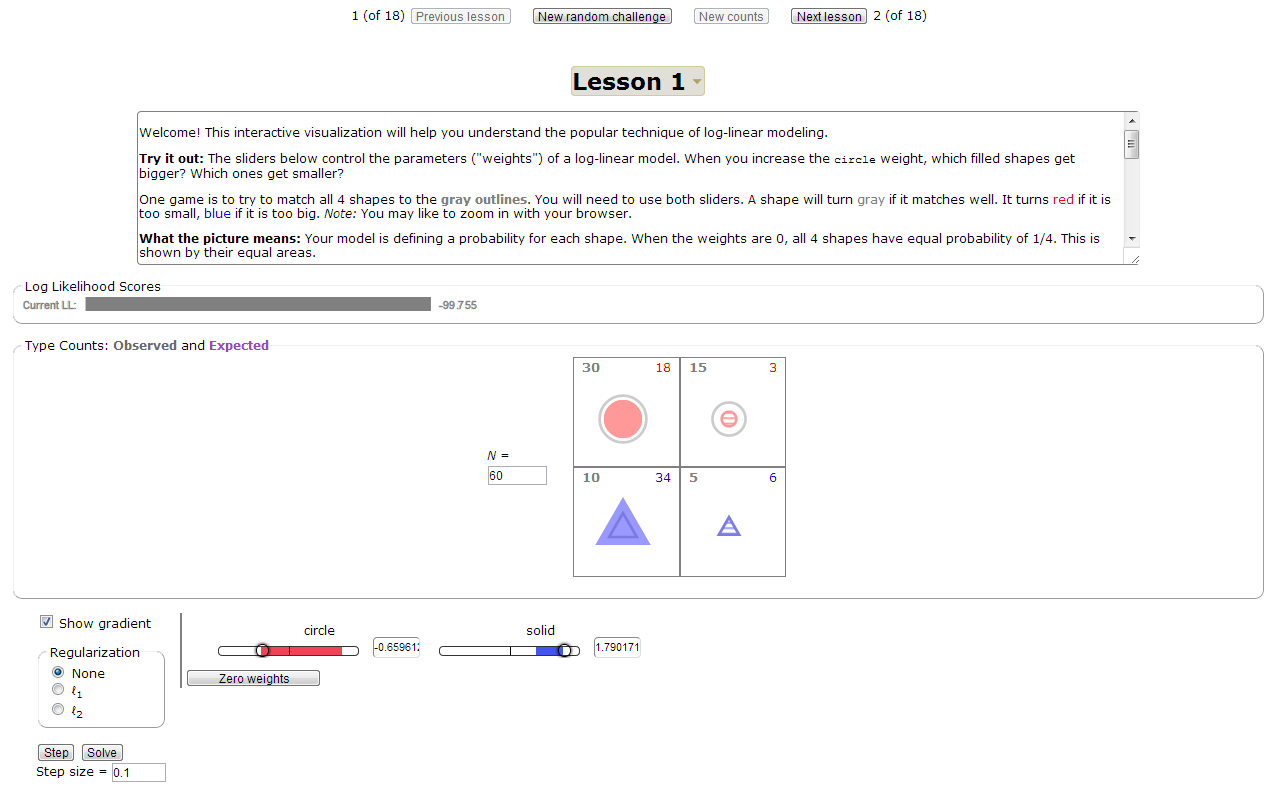 1 (of 18) Previous lesson New random challenge New counts Next lesson 2 (of 18)
Lesson 1
Welcome! This interactive visualization will help you understand the popular technique of log-linear modeling.
Try it out: The sliders below control the parameters ("weights") of a log-linear model. When you increase the circle weight, which filled shapes get
bigger? Which ones get smaller?
One game is to try to match all 4 shapes to the gray outlines. You will need to use both sliders. A shape will turn gray if it matches well. It turns red if it is
too small, blue if it is too big. Note: You may like to zoom in with your browser.
What the picture means: Your model is defining a probability for each shape. When the weights are 0, all 4 shapes have equal probability of 1/4. This is
shown by their equal areas.
Log Likelihood Scores
Current LL: -99.755
Type Counts: Observed and Expected
30 18 15 3
N =
60
10 34 5 6
Show gradient
circle solid
-0.659612 1.790171
Regularization
None
Zero weights
ℓ1
ℓ2
Step Solve
Step size = 0.1